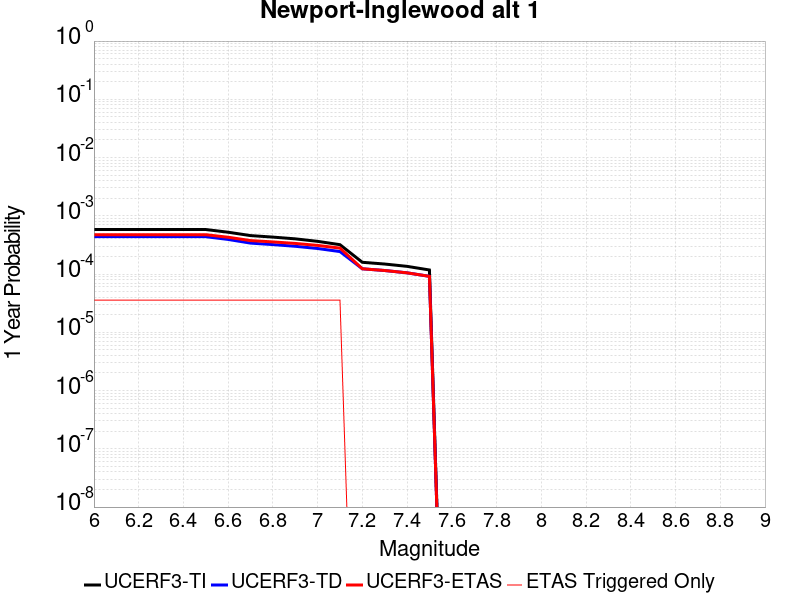 Newport-Inglewood alt 1
10^0
10^-1
10^-2
10^-3
10^-4
10^-5
10^-6
10^-7
10^-8
1 Year Probability
6 6.2 6.4 6.6 6.8 7 7.2 7.4 7.6 7.8 8 8.2 8.4 8.6 8.8 9
Magnitude
UCERF3-TI UCERF3-TD UCERF3-ETAS ETAS Triggered Only